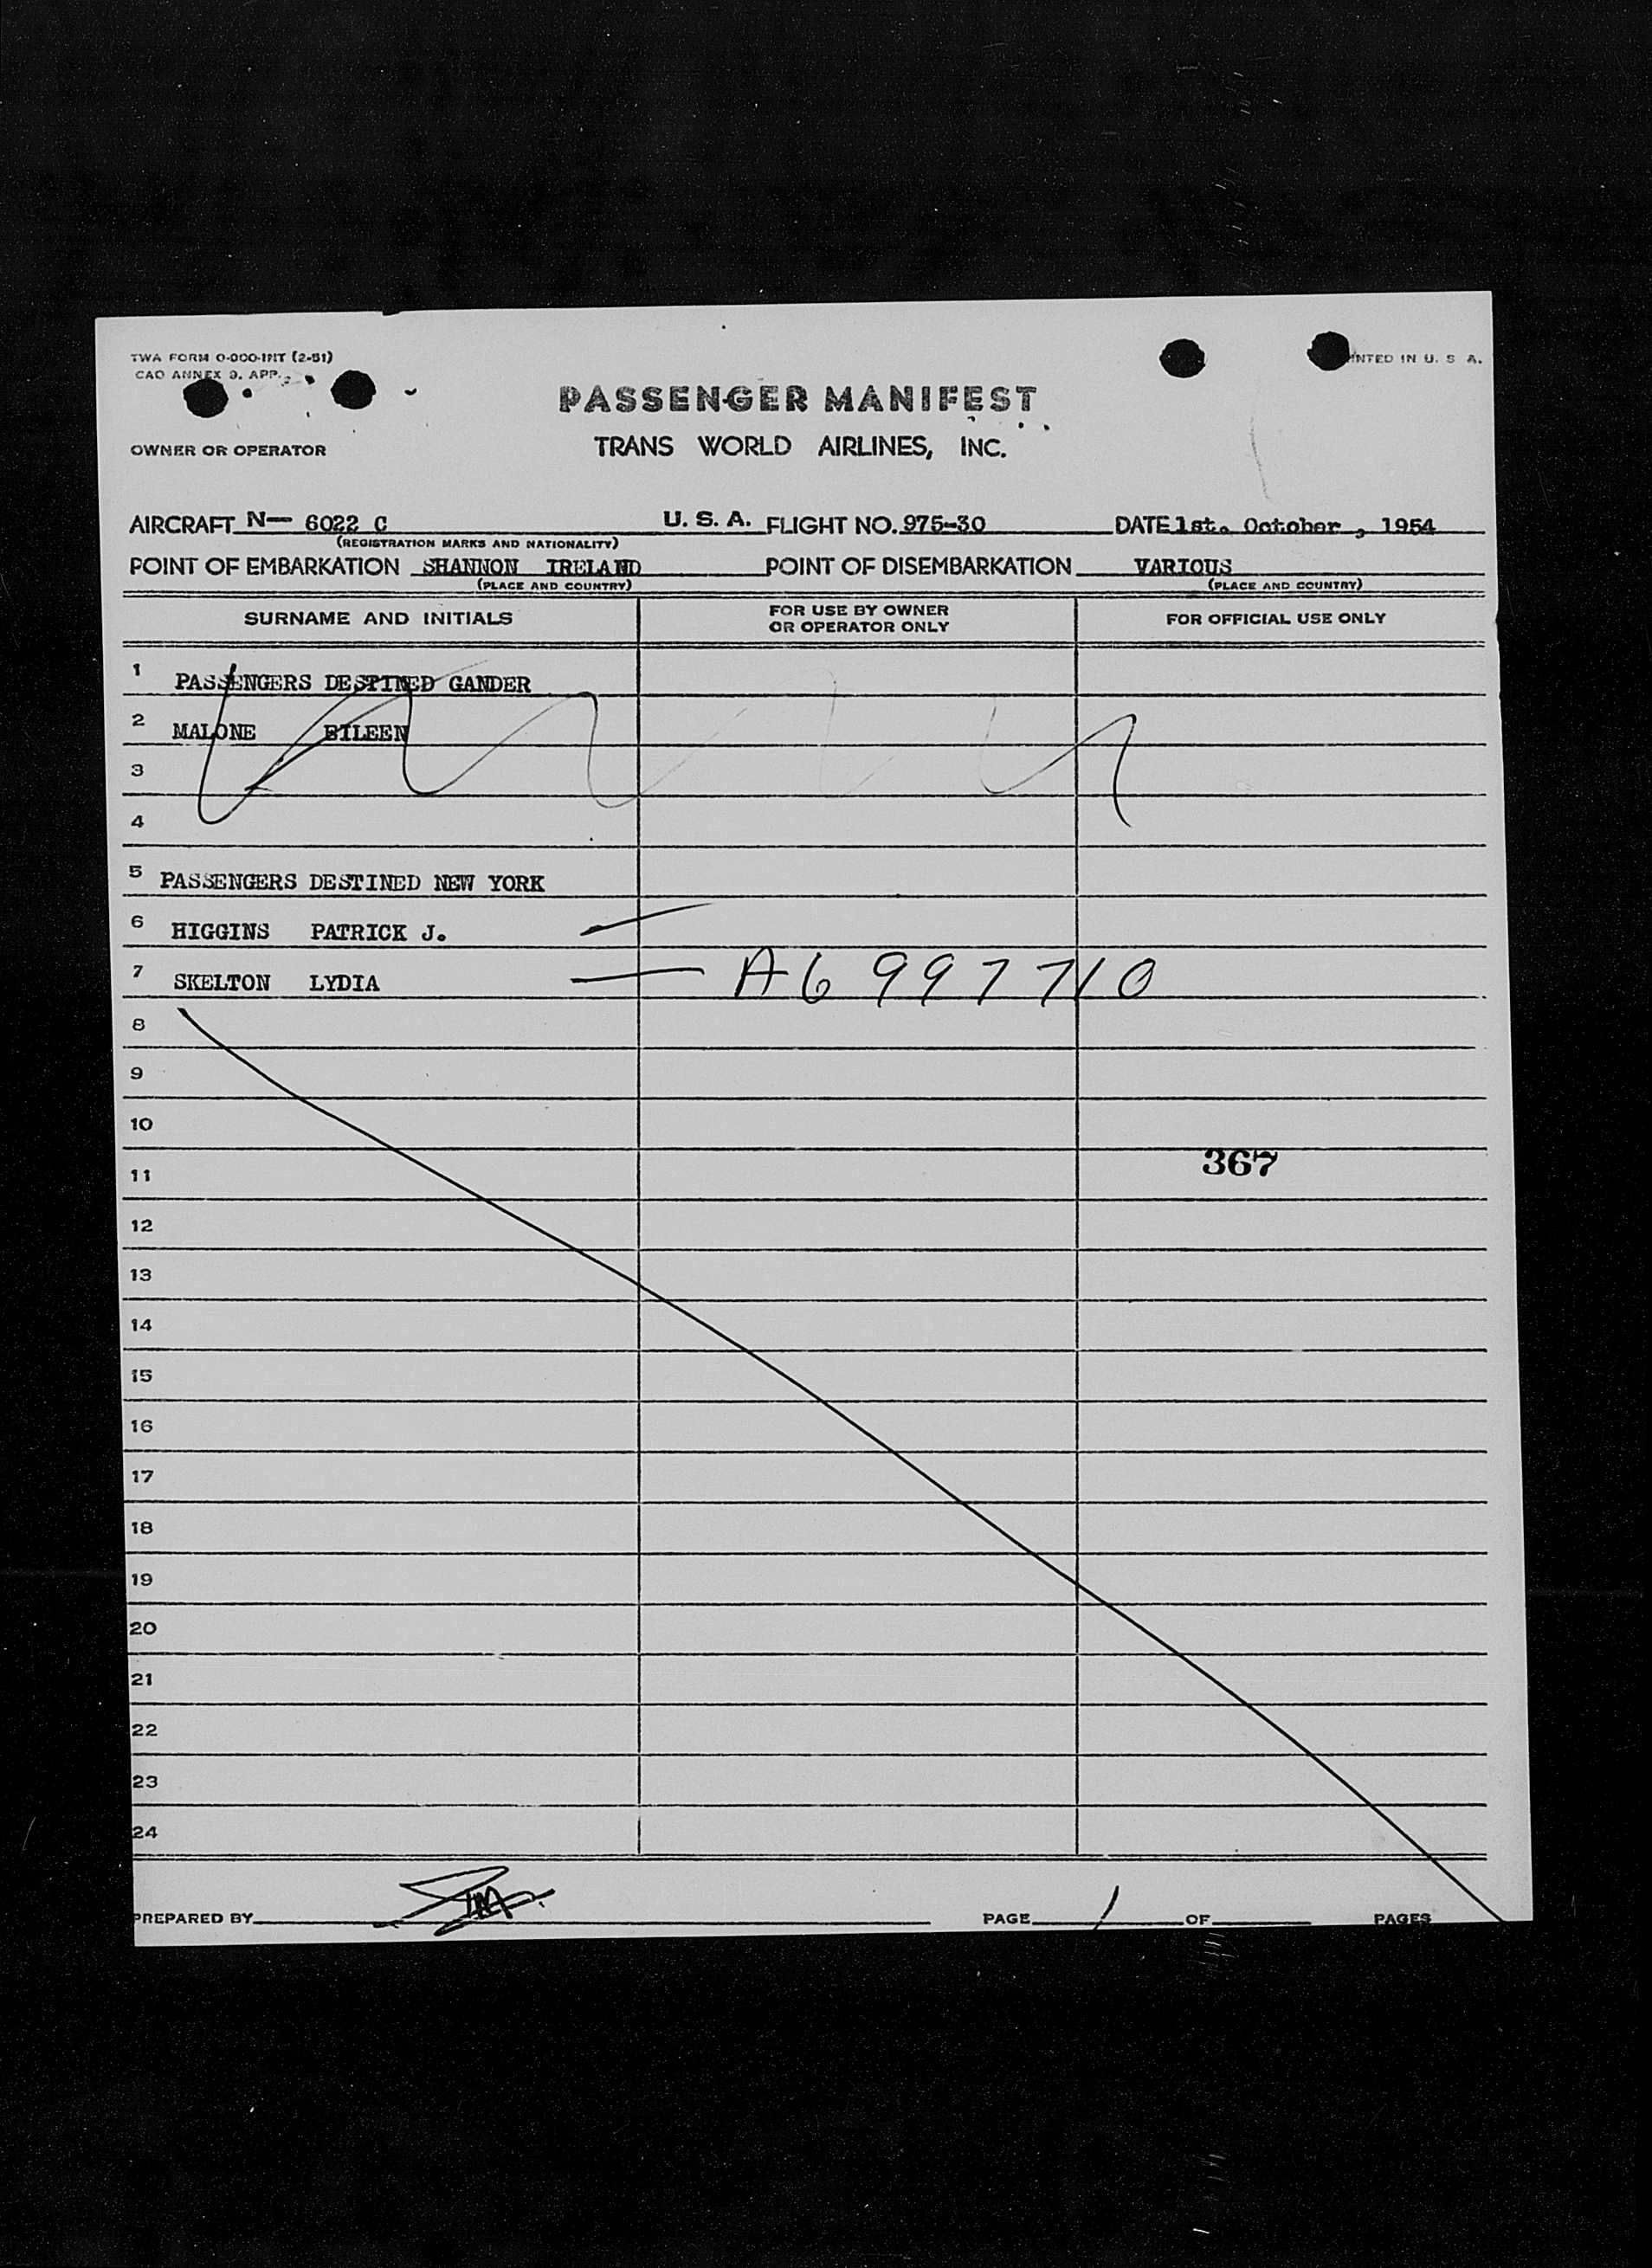 TWA FORM 0-000-INT (2-51)
CAO ANNEX 9. APP.
INTED IN U. S A.
PASSENGER MANIFEST
OWNER OR OPERATOR
TRANS WORLD AIRLINES, INC.
AIRCRAFT N— 6022 C U. S. A. FLIGHT NO. 975-30 DATE 1st. October , 1954
(REGISTRATION MARKS AND NATIONALITY)
POINT OF EMBARKATION SHANNON IRELAND POINT OF DISEMBARKATION VARIOUS
(PLACE AND COUNTRY) (PLACE AND COUNTRY)
SURNAME AND INITIALS FOR USE BY OWNER OR OPERATOR ONLY FOR OFFICIAL USE ONLY
1 PASSENGERS DESTINED GANDER
2 MALONE EILEEN
3
4
5 PASSENGERS DESTINED NEW YORK
6 HIGGINS PATRICK J.
7 SKELTON LYDIA — A6 997 710
8
9
10
11 367
12
13
14
15
16
17
18
19
20
21
22
23
24
PREPARED BY PAGE 1 OF PAGES